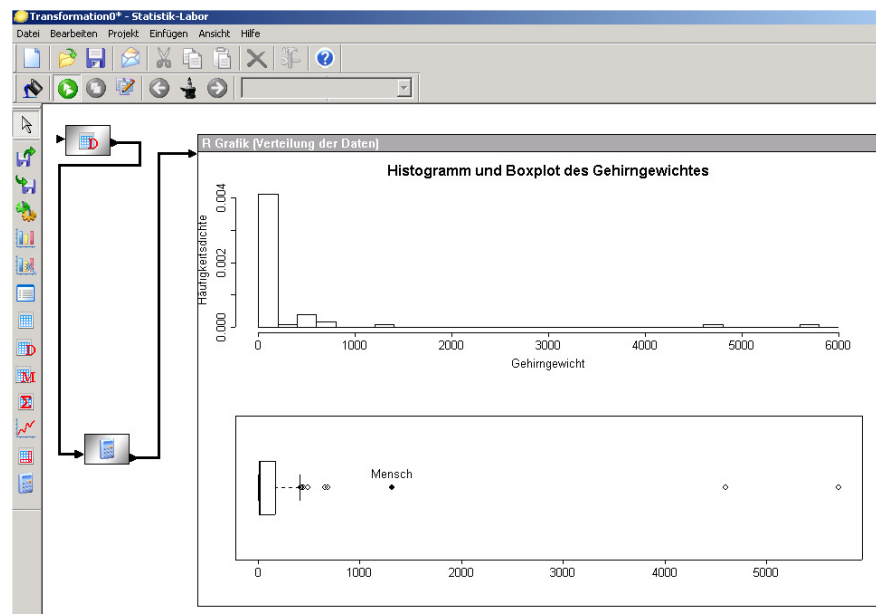 Transformation0* - Statistik-Labor
Datei Bearbeiten Projekt Einfügen Ansicht Hilfe
D
R Grafik (Verteilung der Daten)
Histogramm und Boxplot des Gehirngewichtes
Häufigkeitsdichte
0.000 0.002 0.004
0 1000 2000 3000 4000 5000 6000
Gehirngewicht
Mensch
0 1000 2000 3000 4000 5000
D
M
Σ